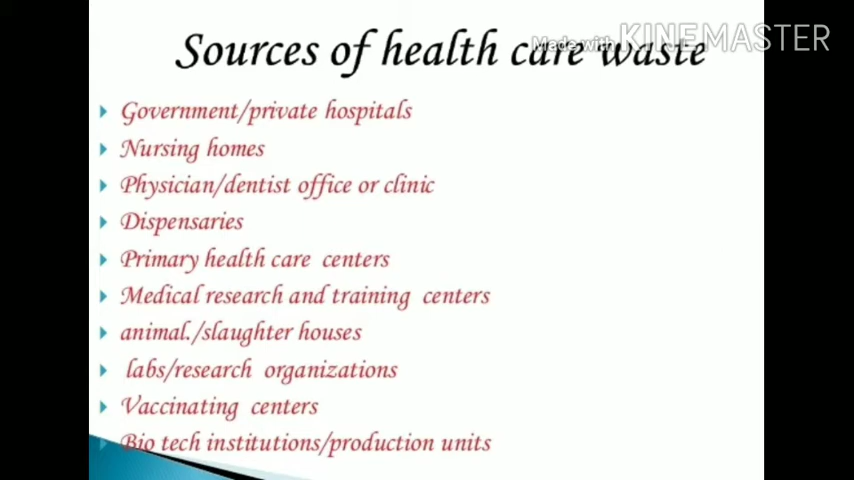 Made with KINEMASTER
Sources of health care waste
Government/private hospitals
Nursing homes
Physician/dentist office or clinic
Dispensaries
Primary health care centers
Medical research and training centers
animal./slaughter houses
labs/research organizations
Vaccinating centers
Bio tech institutions/production units